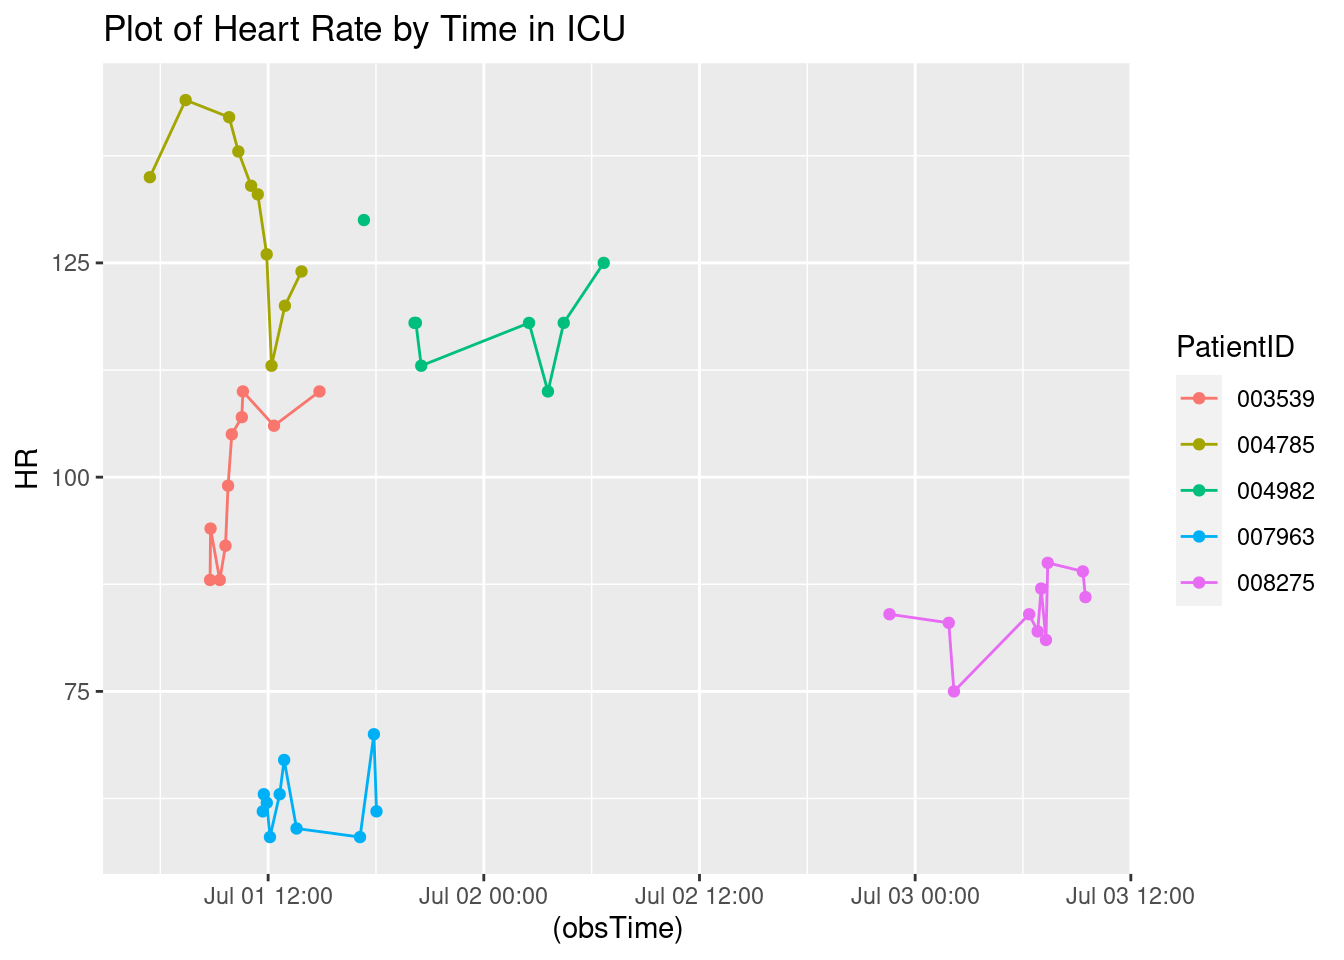 Plot of Heart Rate by Time in ICU
125
100
75
HR
Jul 01 12:00
Jul 02 00:00
Jul 02 12:00
Jul 03 00:00
Jul 03 12:00
(obsTime)
PatientID
003539
004785
004982
007963
008275